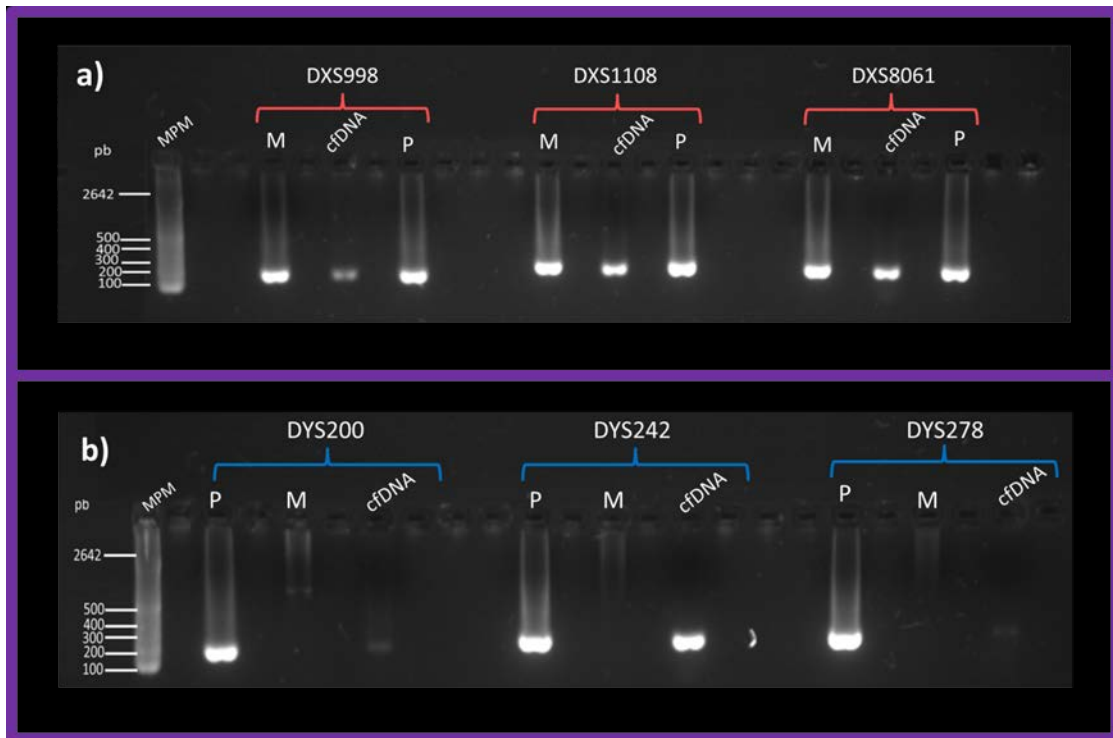 a)
DXS998 DXS1108 DXS8061
MPM M cfDNA P M cfDNA P M cfDNA P
pb
2642
500
400
300
200
100
b)
DYS200 DYS242 DYS278
MPM P M cfDNA P M cfDNA P M cfDNA
pb
2642
500
400
300
200
100